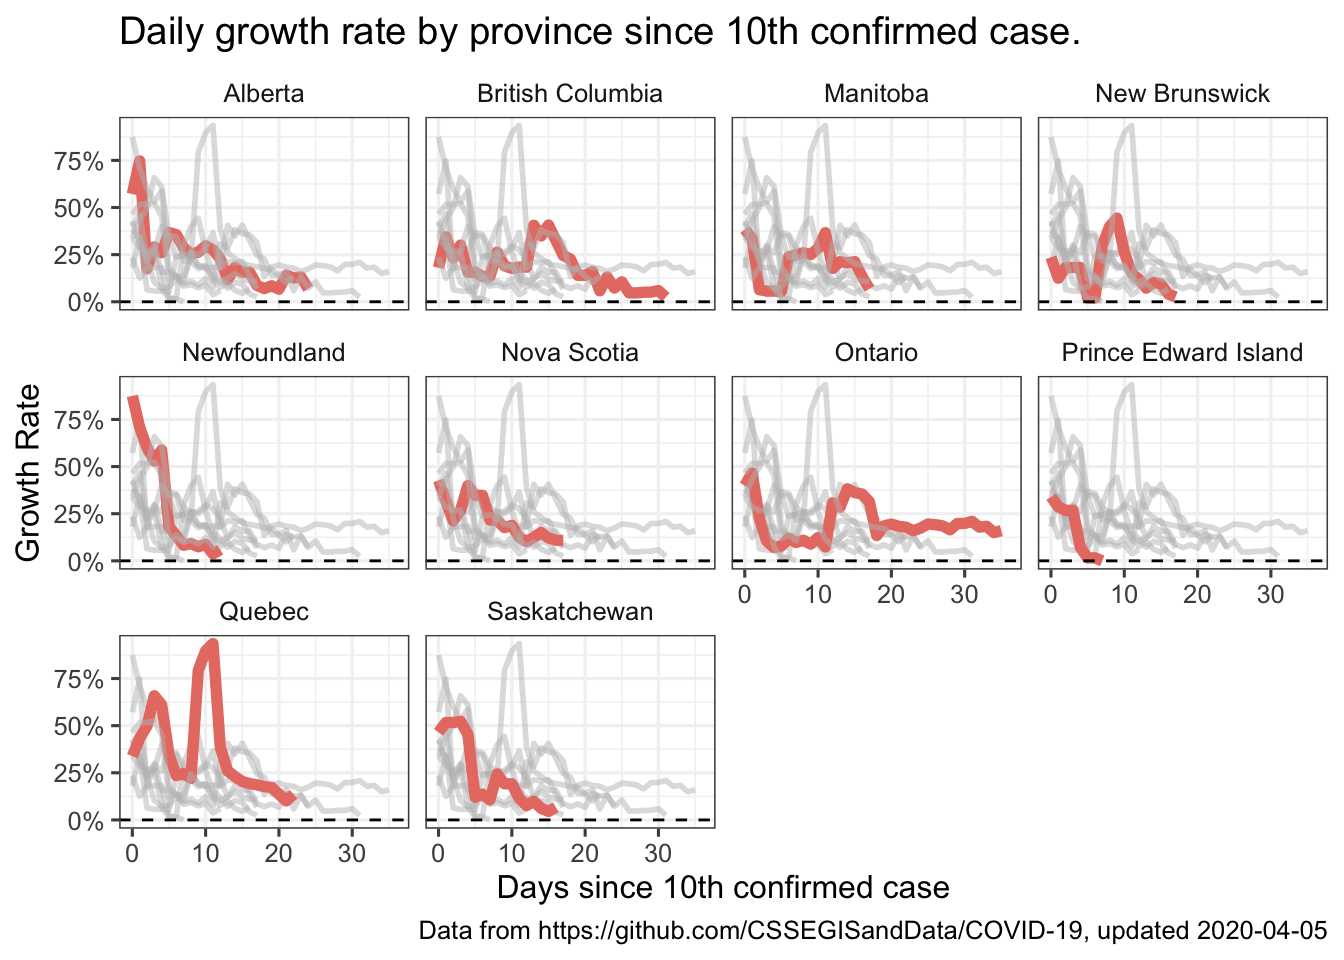 Daily growth rate by province since 10th confirmed case.
Alberta British Columbia Manitoba New Brunswick
75%
50%
25%
0%
Newfoundland Nova Scotia Ontario Prince Edward Island
75%
50%
25%
0%
0 10 20 30 0 10 20 30
Quebec Saskatchewan
75%
50%
25%
0%
0 10 20 30 0 10 20 30
Growth Rate
Days since 10th confirmed case
Data from https://github.com/CSSEGISandData/COVID-19, updated 2020-04-05